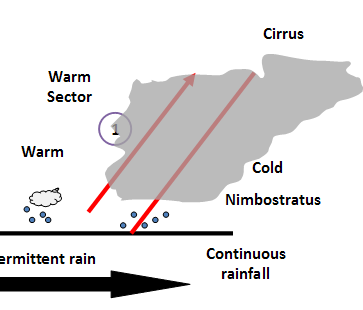 Cirrus
Warm
Sector
1
Warm
Cold
Nimbostratus
ermittent rain
Continuous
rainfall